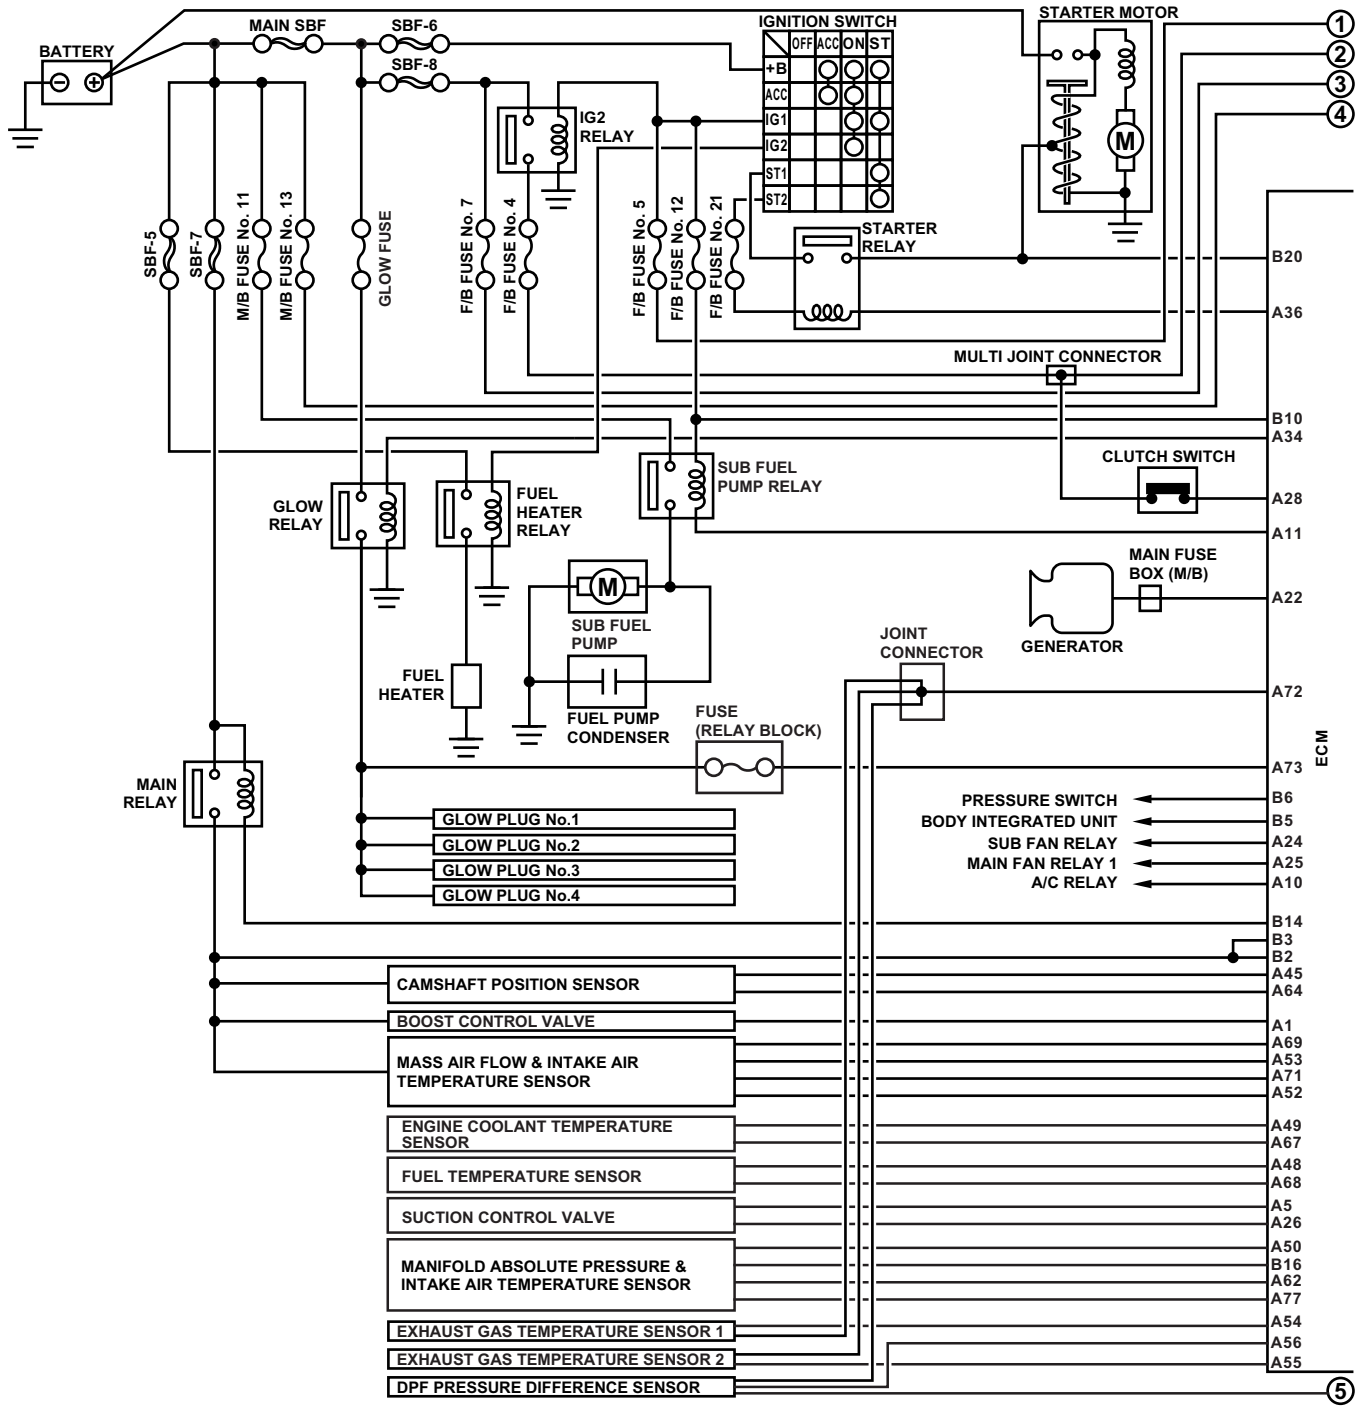 MAIN SBF
SBF-6
IGNITION SWITCH
STARTER MOTOR
1
BATTERY
OFF ACC ON ST
2
SBF-8
+B
3
ACC
4
IG2
RELAY
IG1
IG2
M
ST1
ST2
SBF-5
SBF-7
M/B FUSE No. 11
M/B FUSE No. 13
GLOW FUSE
F/B FUSE No. 7
F/B FUSE No. 4
F/B FUSE No. 5
F/B FUSE No. 12
F/B FUSE No. 21
STARTER
RELAY
B20
A36
MULTI JOINT CONNECTOR
B10
A34
CLUTCH SWITCH
SUB FUEL
PUMP RELAY
GLOW
RELAY
FUEL
HEATER
RELAY
A28
A11
MAIN FUSE
BOX (M/B)
M
A22
SUB FUEL
PUMP
JOINT
CONNECTOR
GENERATOR
FUEL
HEATER
A72
FUEL PUMP
CONDENSER
FUSE
(RELAY BLOCK)
ECM
A73
MAIN
RELAY
PRESSURE SWITCH
B6
BODY INTEGRATED UNIT
B5
SUB FAN RELAY
A24
MAIN FAN RELAY 1
A25
A/C RELAY
A10
GLOW PLUG No.1
GLOW PLUG No.2
GLOW PLUG No.3
GLOW PLUG No.4
B14
B3
B2
CAMSHAFT POSITION SENSOR
A45
A64
BOOST CONTROL VALVE
A1
MASS AIR FLOW & INTAKE AIR
TEMPERATURE SENSOR
A69
A53
A71
A52
ENGINE COOLANT TEMPERATURE
SENSOR
A49
A67
FUEL TEMPERATURE SENSOR
A48
A68
SUCTION CONTROL VALVE
A5
A26
MANIFOLD ABSOLUTE PRESSURE &
INTAKE AIR TEMPERATURE SENSOR
A50
B16
A62
A77
EXHAUST GAS TEMPERATURE SENSOR 1
A54
A56
EXHAUST GAS TEMPERATURE SENSOR 2
A55
DPF PRESSURE DIFFERENCE SENSOR
5